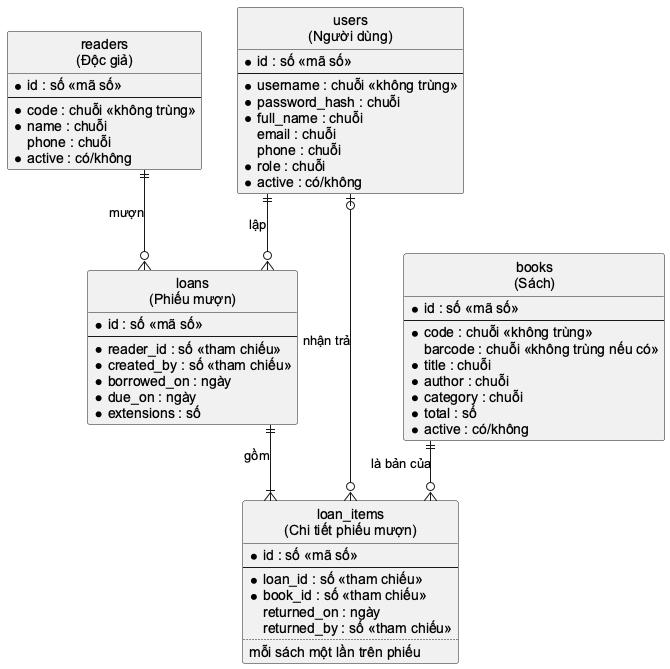 users
(Người dùng)
* id : số «mã số»
* username : chuỗi «không trùng»
* password_hash : chuỗi
* full_name : chuỗi
email : chuỗi
phone : chuỗi
* role : chuỗi
* active : có/không
readers
(Độc giả)
* id : số «mã số»
* code : chuỗi «không trùng»
* name : chuỗi
phone : chuỗi
* active : có/không
mượn
lập
nhận trả
loans
(Phiếu mượn)
* id : số «mã số»
* reader_id : số «tham chiếu»
* created_by : số «tham chiếu»
* borrowed_on : ngày
* due_on : ngày
* extensions : số
books
(Sách)
* id : số «mã số»
* code : chuỗi «không trùng»
barcode : chuỗi «không trùng nếu có»
* title : chuỗi
* author : chuỗi
* category : chuỗi
* total : số
* active : có/không
gồm
là bản của
loan_items
(Chi tiết phiếu mượn)
* id : số «mã số»
* loan_id : số «tham chiếu»
* book_id : số «tham chiếu»
returned_on : ngày
returned_by : số «tham chiếu»
mỗi sách một lần trên phiếu